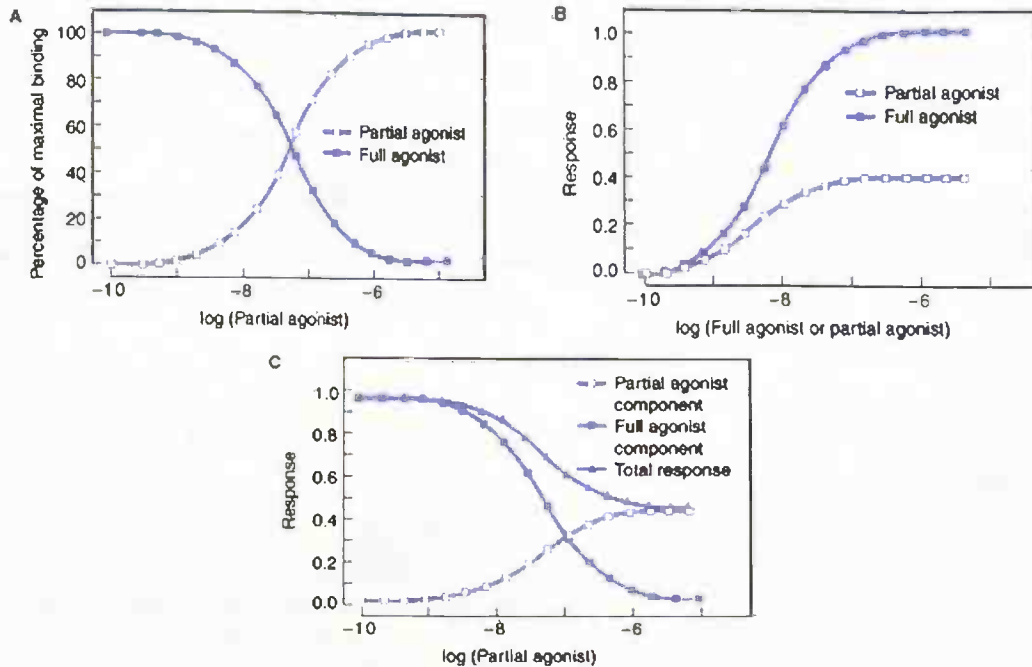 A
Percentage of maximal binding
100
80
60
40
20
0
Partial agonist
Full agonist
−10
−8
−6
log (Partial agonist)
B
Response
1.0
0.8
0.6
0.4
0.2
0.0
Partial agonist
Full agonist
−10
−8
−6
log (Full agonist or partial agonist)
C
Response
1.0
0.8
0.6
0.4
0.2
0.0
Partial agonist
component
Full agonist
component
Total response
−10
−8
−6
log (Partial agonist)